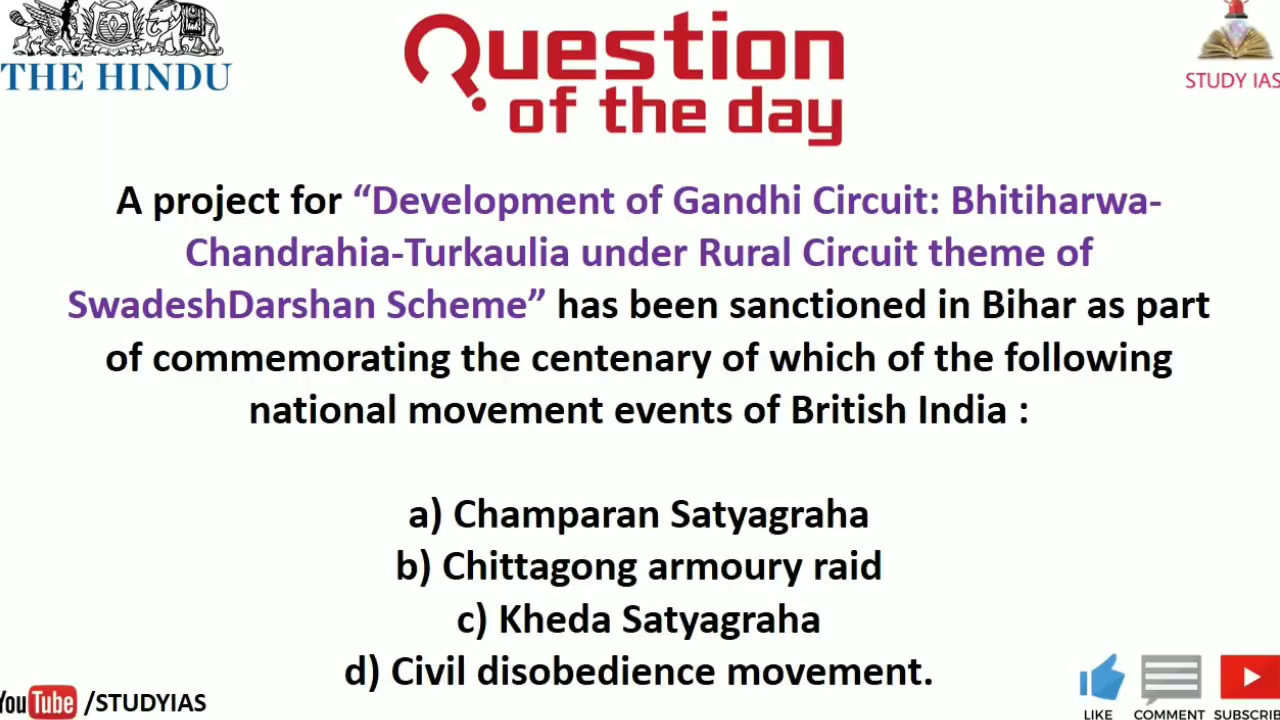 THE HINDU
Question
of the day
STUDY IAS
A project for “Development of Gandhi Circuit: Bhitiharwa-
Chandrahia-Turkaulia under Rural Circuit theme of
SwadeshDarshan Scheme” has been sanctioned in Bihar as part
of commemorating the centenary of which of the following
national movement events of British India :
a) Champaran Satyagraha
b) Chittagong armoury raid
c) Kheda Satyagraha
d) Civil disobedience movement.
YouTube /STUDYIAS
LIKE COMMENT SUBSCRIB